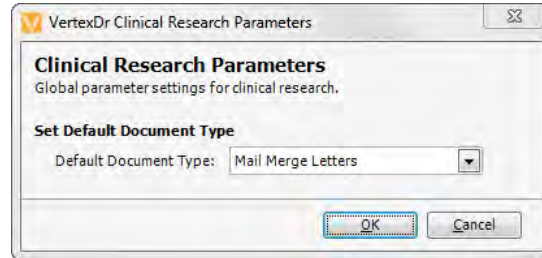 VertexDr Clinical Research Parameters
Clinical Research Parameters
Global parameter settings for clinical research.
Set Default Document Type
Default Document Type: Mail Merge Letters
OK Cancel